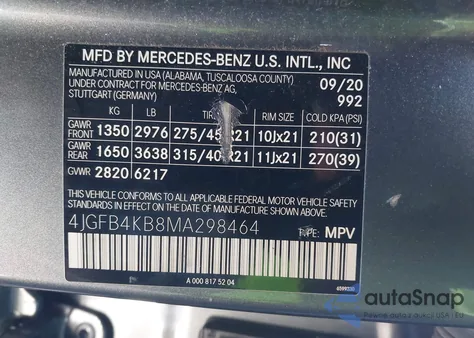 MFD BY MERCEDES-BENZ U.S. INTL., INC
MANUFACTURED IN USA (ALABAMA, TUSCALOOSA COUNTY) 09/20
UNDER CONTRACT FOR MERCEDES-BENZ AG, 992
STUTTGART (GERMANY)
KG LB RIM SIZE COLD KPA (PSI)
GAWR FRONT 1350 2976 10Jx21 210(31)
GAWR REAR 1650 3638 11Jx21 270(39)
GVWR 2820 6217
THIS VEHICLE CONFORMS TO ALL APPLICABLE FEDERAL MOTOR VEHICLE
STANDARDS IN EFFECT ON THE DATE OF MANUFACTURE SHOWN ABOVE.
4JGFB4KB8MA298464 TYPE: MPV
A 000 817 52 04
autoSnap